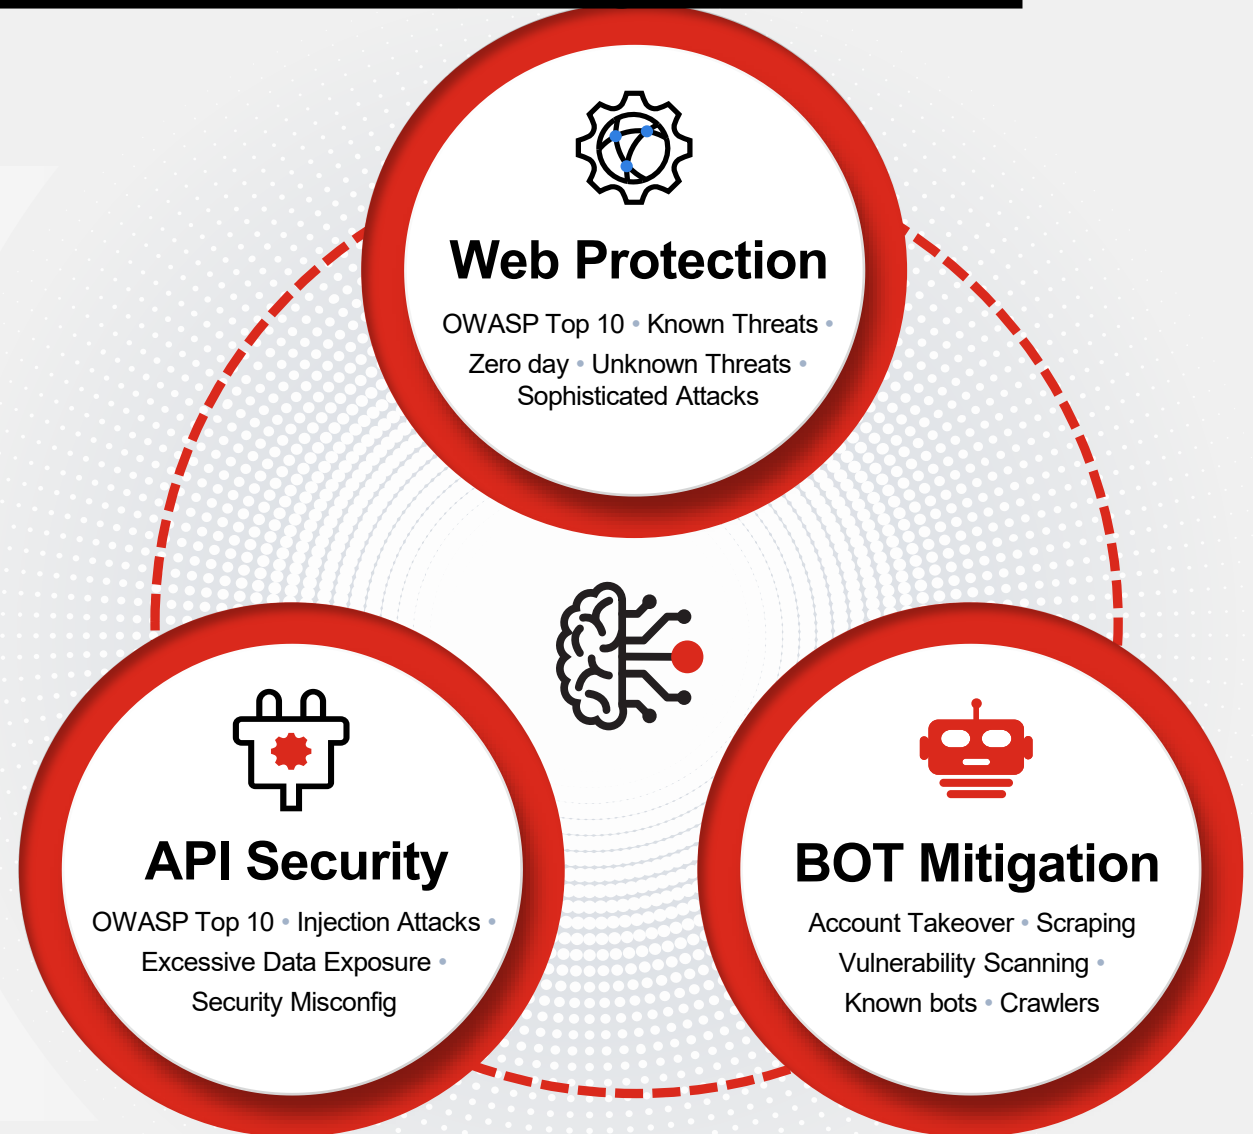 Web Protection
OWASP Top 10 • Known Threats •
Zero day • Unknown Threats •
Sophisticated Attacks
API Security
OWASP Top 10 • Injection Attacks •
Excessive Data Exposure •
Security Misconfig
BOT Mitigation
Account Takeover • Scraping
Vulnerability Scanning •
Known bots • Crawlers